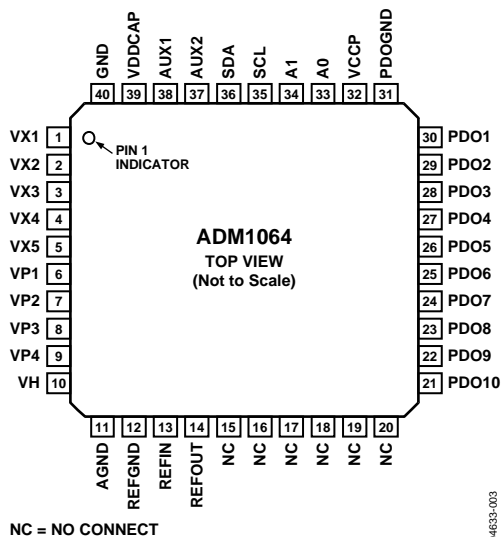 GND
VDDCAP
AUX1
AUX2
SDA
SCL
A1
A0
VCCP
PDOGND
40 39 38 37 36 35 34 33 32 31
VX1 1
VX2 2
VX3 3
VX4 4
VX5 5
VP1 6
VP2 7
VP3 8
VP4 9
VH 10
PIN 1
INDICATOR
ADM1064
TOP VIEW
(Not to Scale)
30 PDO1
29 PDO2
28 PDO3
27 PDO4
26 PDO5
25 PDO6
24 PDO7
23 PDO8
22 PDO9
21 PDO10
11 12 13 14 15 16 17 18 19 20
AGND
REFGND
REFIN
REFOUT
NC
NC
NC
NC
NC
NC
NC = NO CONNECT